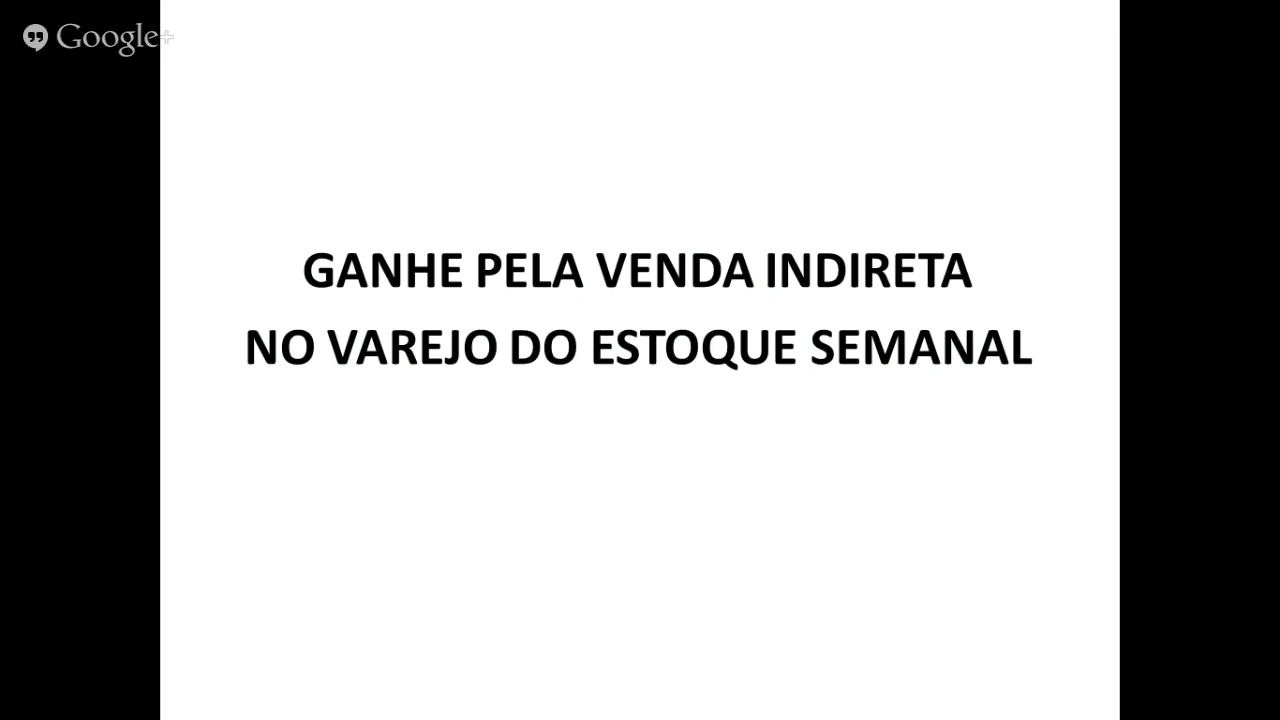 Google+
GANHE PELA VENDA INDIRETA
NO VAREJO DO ESTOQUE SEMANAL